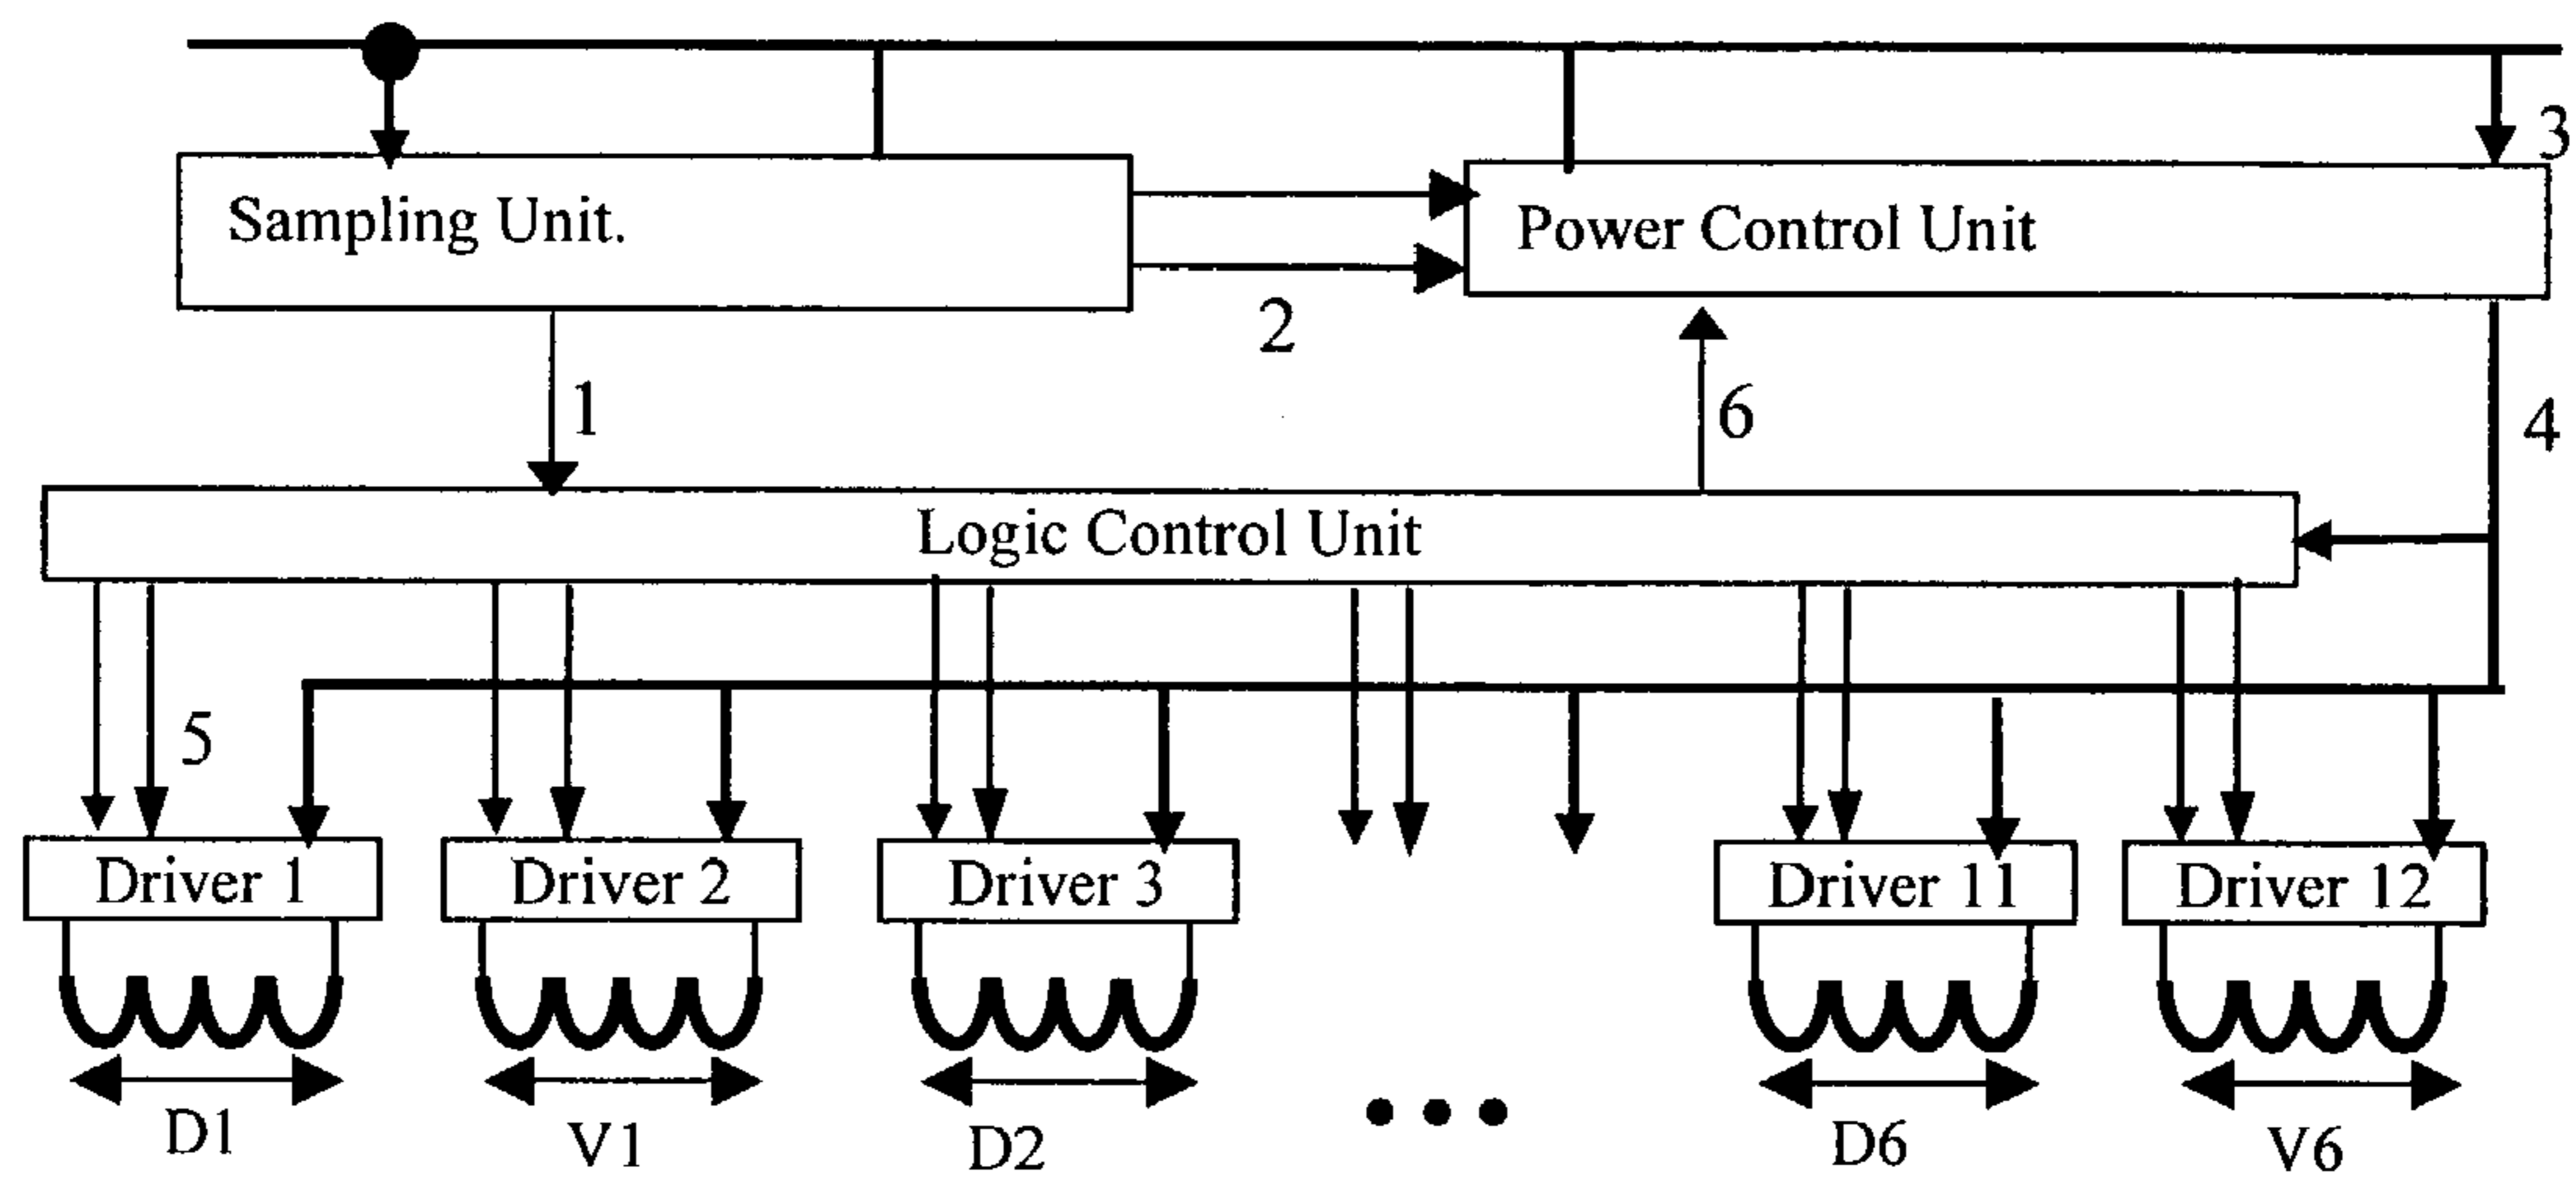 3
Sampling Unit.
Power Control Unit
2
1
6
4
Logic Control Unit
5
Driver 1
Driver 2
Driver 3
Driver 11
Driver 12
D1
V1
D2
D6
V6